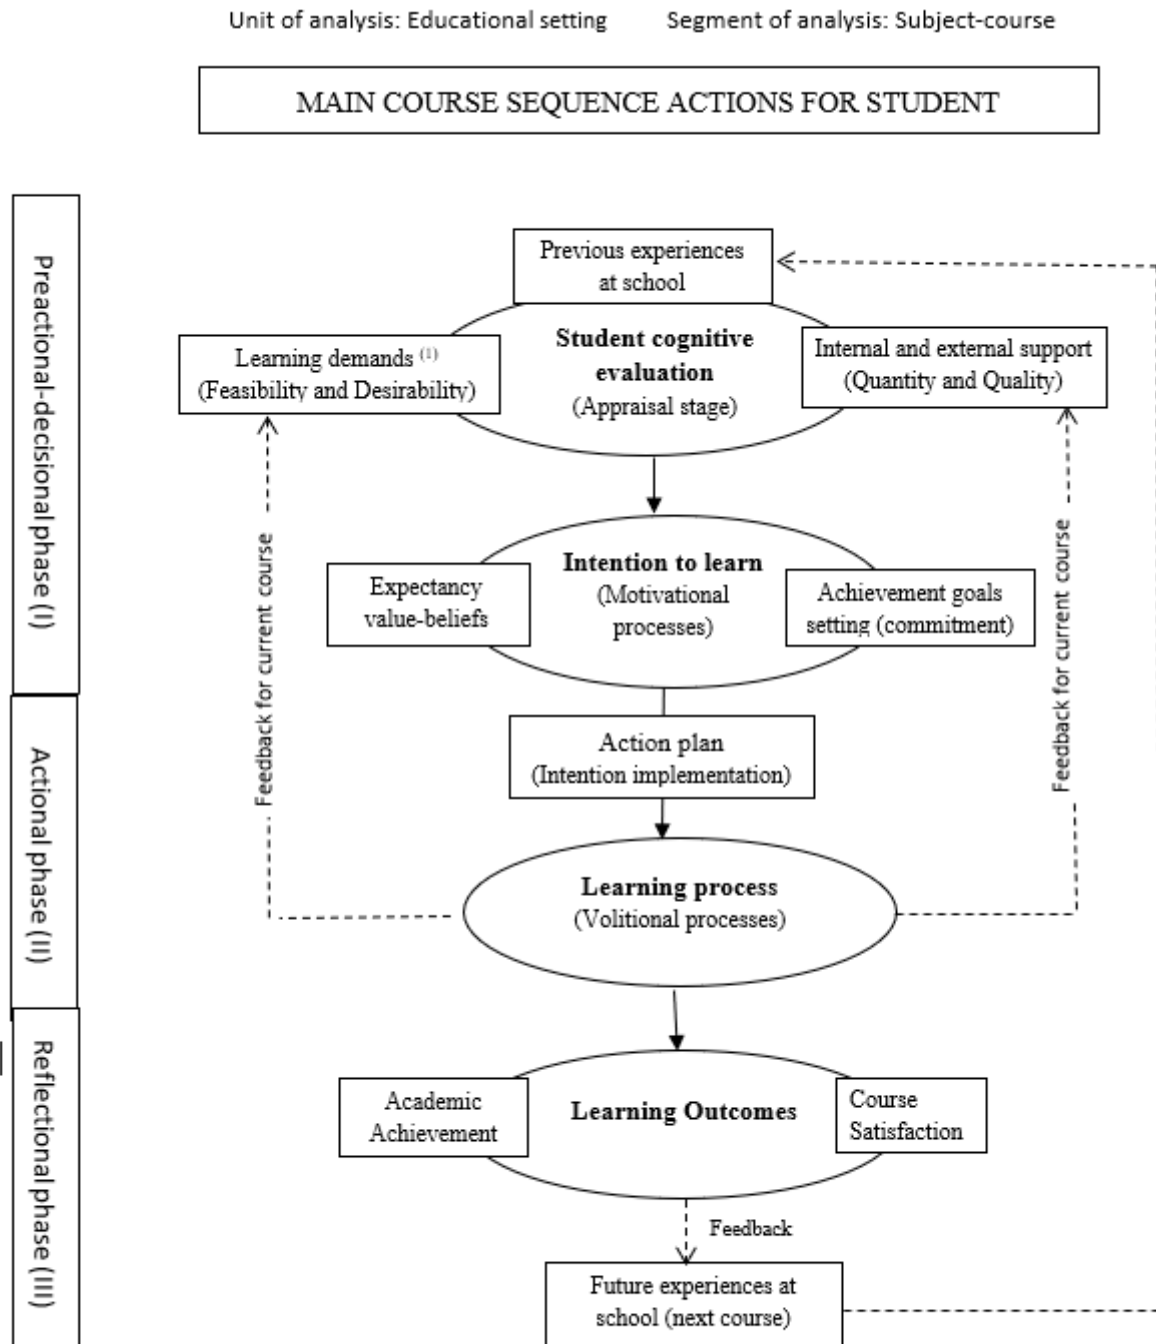 Unit of analysis: Educational setting
Segment of analysis: Subject-course
MAIN COURSE SEQUENCE ACTIONS FOR STUDENT
Preactional-decisional phase (I)
Previous experiences
at school
Student cognitive
evaluation
(Appraisal stage)
Learning demands (1)
(Feasibility and Desirability)
Internal and external support
(Quantity and Quality)
Feedback for current course
Feedback for current course
Intention to learn
(Motivational
processes)
Expectancy
value-beliefs
Achievement goals
setting (commitment)
Actional phase (II)
Action plan
(Intention implementation)
Learning process
(Volitional processes)
Reflectional phase (III)
Academic
Achievement
Learning Outcomes
Course
Satisfaction
Feedback
Future experiences at
school (next course)